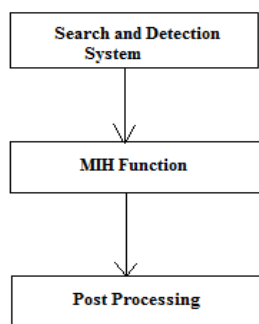 Search and Detection
System
MIH Function
Post Processing